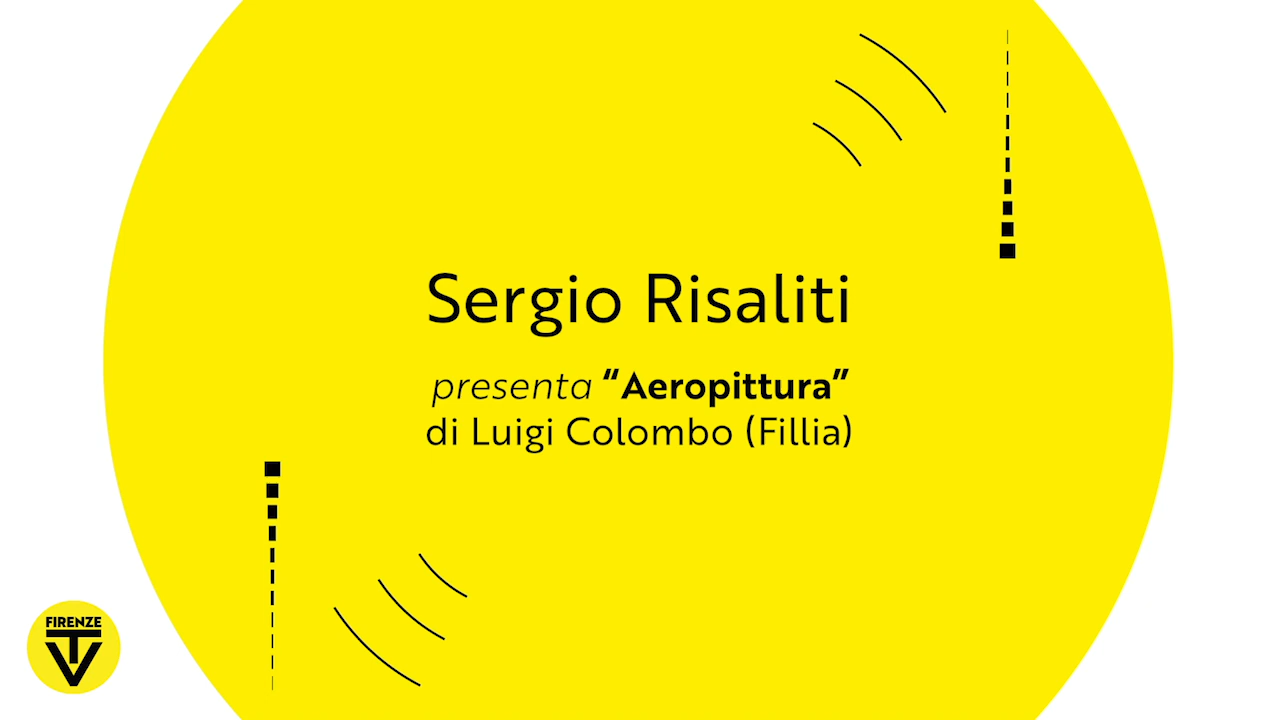 Sergio Risaliti
presenta “Aeropittura”
di Luigi Colombo (Fillia)
FIRENZE
TV